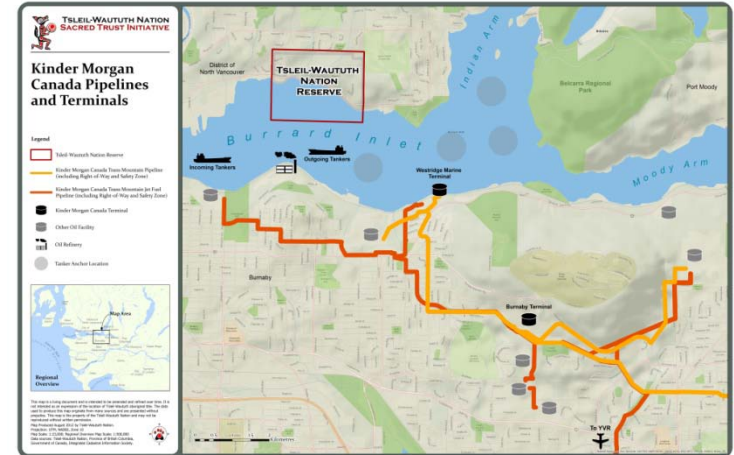 TSLEIL-WAUTUTH NATION
SACRED TRUST INITIATIVE
Kinder Morgan
Canada Pipelines
and Terminals
Legend
Tsleil-Waututh Nation Reserve
Kinder Morgan Canada Trans Mountain Pipeline
(including Right-of-Way and Safety Zone)
Kinder Morgan Canada Trans Mountain Jet Fuel
Pipeline (including Right-of-Way and Safety Zone)
Kinder Morgan Canada Terminal
Other Oil Facility
Oil Refinery
Tanker Anchor Location
Map Area
Regional
Overview
District of
North Vancouver
TSLEIL-WAUTUTH
NATION
RESERVE
Indian Arm
Belcarra Regional
Park
Port Moody
Burrard Inlet
Incoming Tankers
Outgoing Tankers
Westridge Marine
Terminal
Moody Arm
Burnaby
Burnaby Terminal
Kilometers
To YVR